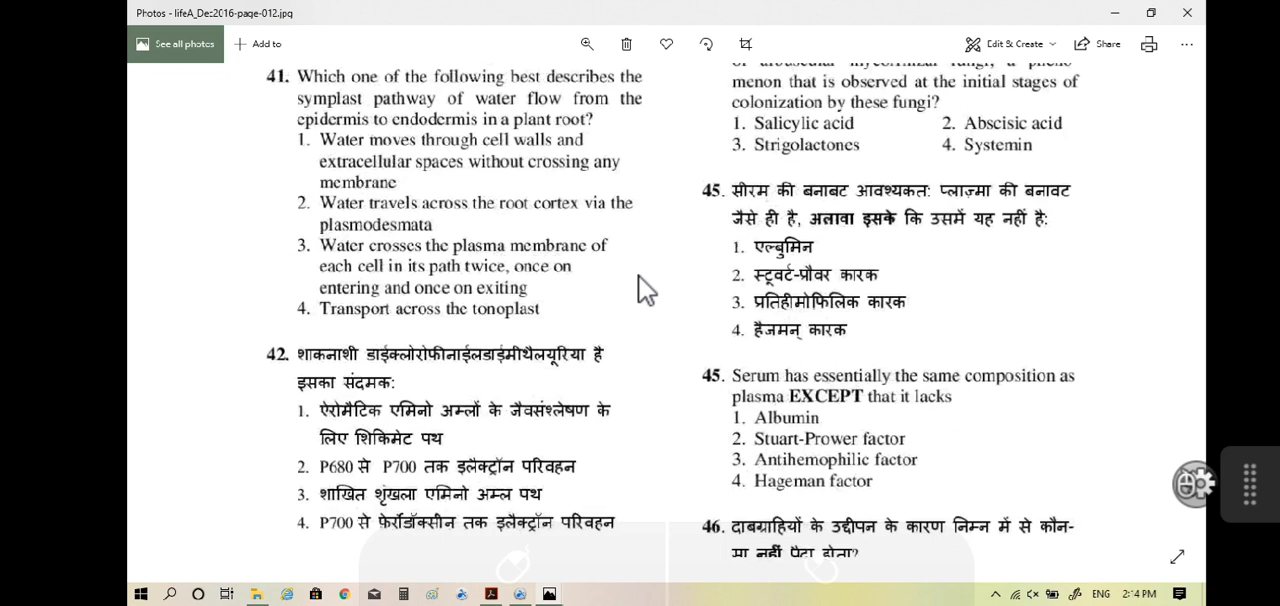 Photos - lifeA_Dec2016-page-012.jpg
See all photos
Add to
Edit & Create
Share
41. Which one of the following best describes the
symplast pathway of water flow from the
epidermis to endodermis in a plant root?
1. Water moves through cell walls and
extracellular spaces without crossing any
membrane
2. Water travels across the root cortex via the
plasmodesmata
3. Water crosses the plasma membrane of
each cell in its path twice, once on
entering and once on exiting
4. Transport across the tonoplast
42. शाकनाशी डाईक्लोरोफीनाईलडाईमीथैलयूरिया है
इसका संदमक:
1. ऐरोमैटिक एमिनो अम्लों के जैवसंश्लेषण के
लिए शिकिमेट पथ
2. P680 से P700 तक इलैक्ट्रॉन परिवहन
3. शाखित शृंखला एमिनो अम्ल पथ
4. P700 से फ़ेर्रोडॉक्सीन तक इलैक्ट्रॉन परिवहन
of arbuscular mycorrhizal fungi, a pheno-
menon that is observed at the initial stages of
colonization by these fungi?
1. Salicylic acid 2. Abscisic acid
3. Strigolactones 4. Systemin
45. सीरम की बनाबट आवश्यकत: प्लाज़्मा की बनावट
जैसे ही है, अलावा इसके कि उसमें यह नहीं है:
1. एल्बुमिन
2. स्टूवर्ट-प्रौवर कारक
3. प्रतिहीमोफिलिक कारक
4. हैजमन् कारक
45. Serum has essentially the same composition as
plasma EXCEPT that it lacks
1. Albumin
2. Stuart-Prower factor
3. Antihemophilic factor
4. Hageman factor
46. दाबग्राहियों के उद्दीपन के कारण निम्न में से कौन-
सा नहीं पैदा होता?
ENG 2:14 PM